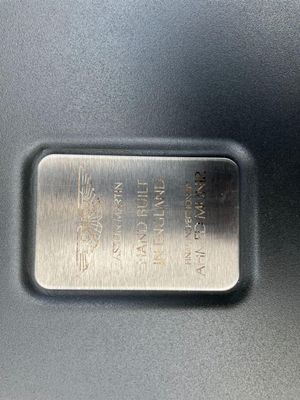 ASTON MARTIN
HAND BUILT
IN ENGLAND
FINAL INSPECTION BY